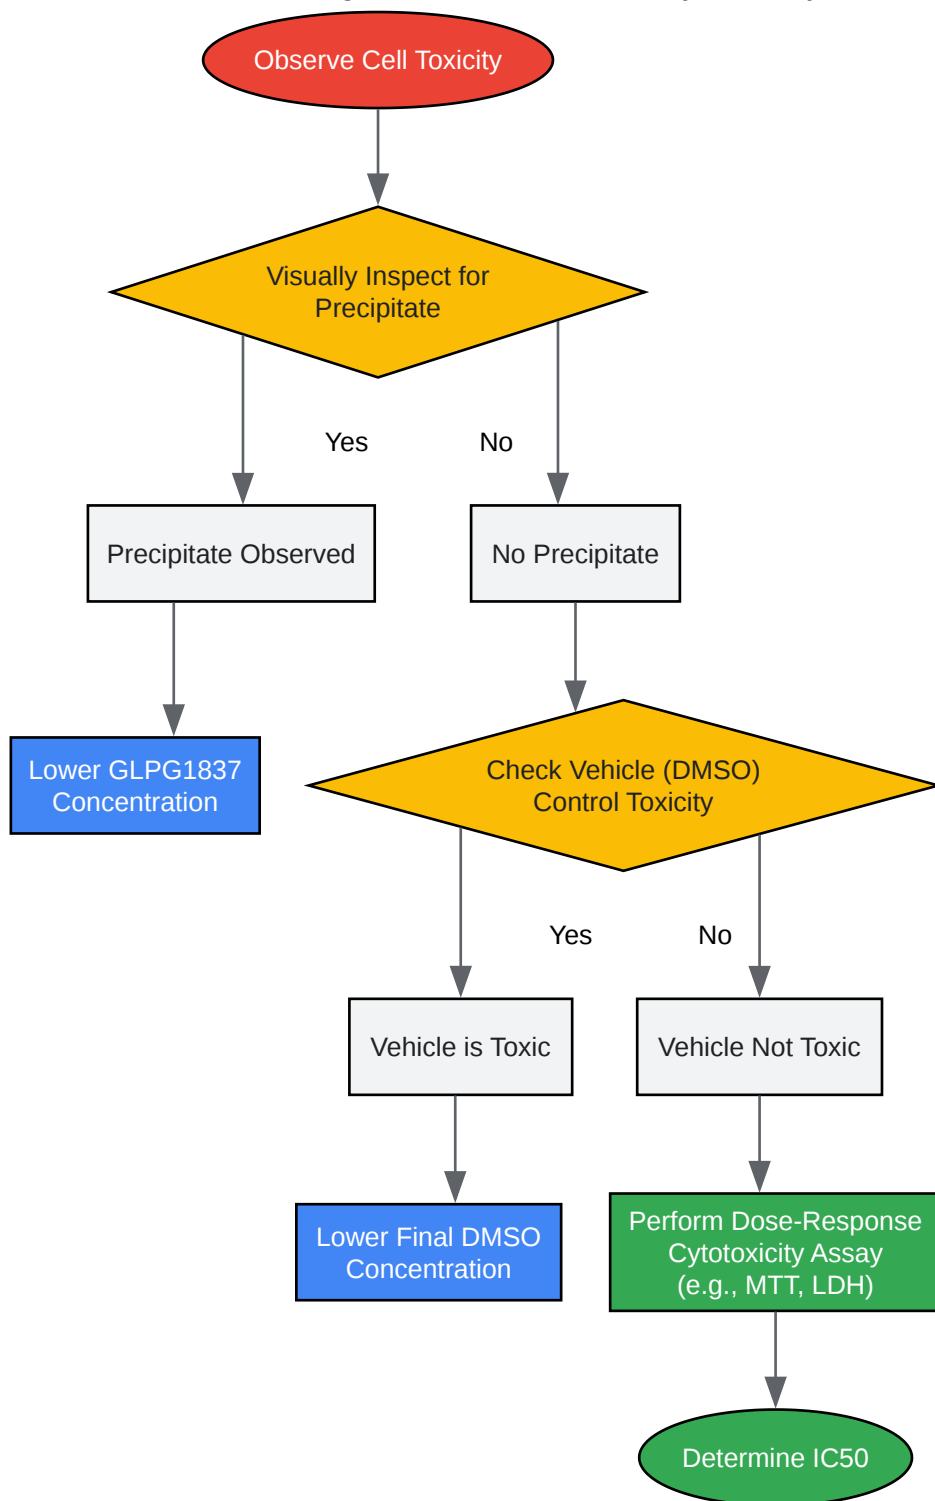 Observe Cell Toxicity
Visually Inspect for
Precipitate
Yes
No
Precipitate Observed
No Precipitate
Lower GLPG1837
Concentration
Check Vehicle (DMSO)
Control Toxicity
Yes
No
Vehicle is Toxic
Vehicle Not Toxic
Lower Final DMSO
Concentration
Perform Dose-Response
Cytotoxicity Assay
(e.g., MTT, LDH)
Determine IC50